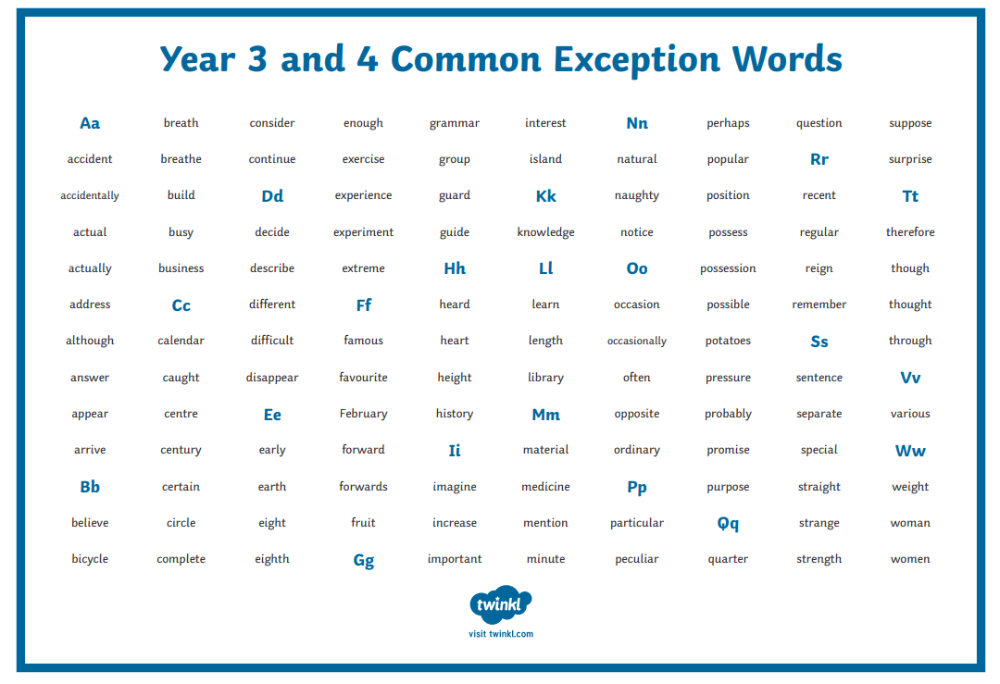 Year 3 and 4 Common Exception Words
Aa breath consider enough grammar interest Nn perhaps question suppose
accident breathe continue exercise group island natural popular Rr surprise
accidentally build Dd experience guard Kk naughty position recent Tt
actual busy decide experiment guide knowledge notice possess regular therefore
actually business describe extreme Hh Ll Oo possession reign though
address Cc different Ff heard learn occasion possible remember thought
although calendar difficult famous heart length occasionally potatoes Ss through
answer caught disappear favourite height library often pressure sentence Vv
appear centre Ee February history Mm opposite probably separate various
arrive century early forward Ii material ordinary promise special Ww
Bb certain earth forwards imagine medicine Pp purpose straight weight
believe circle eight fruit increase mention particular Qq strange woman
bicycle complete eighth Gg important minute peculiar quarter strength women
twinkl
visit twinkl.com